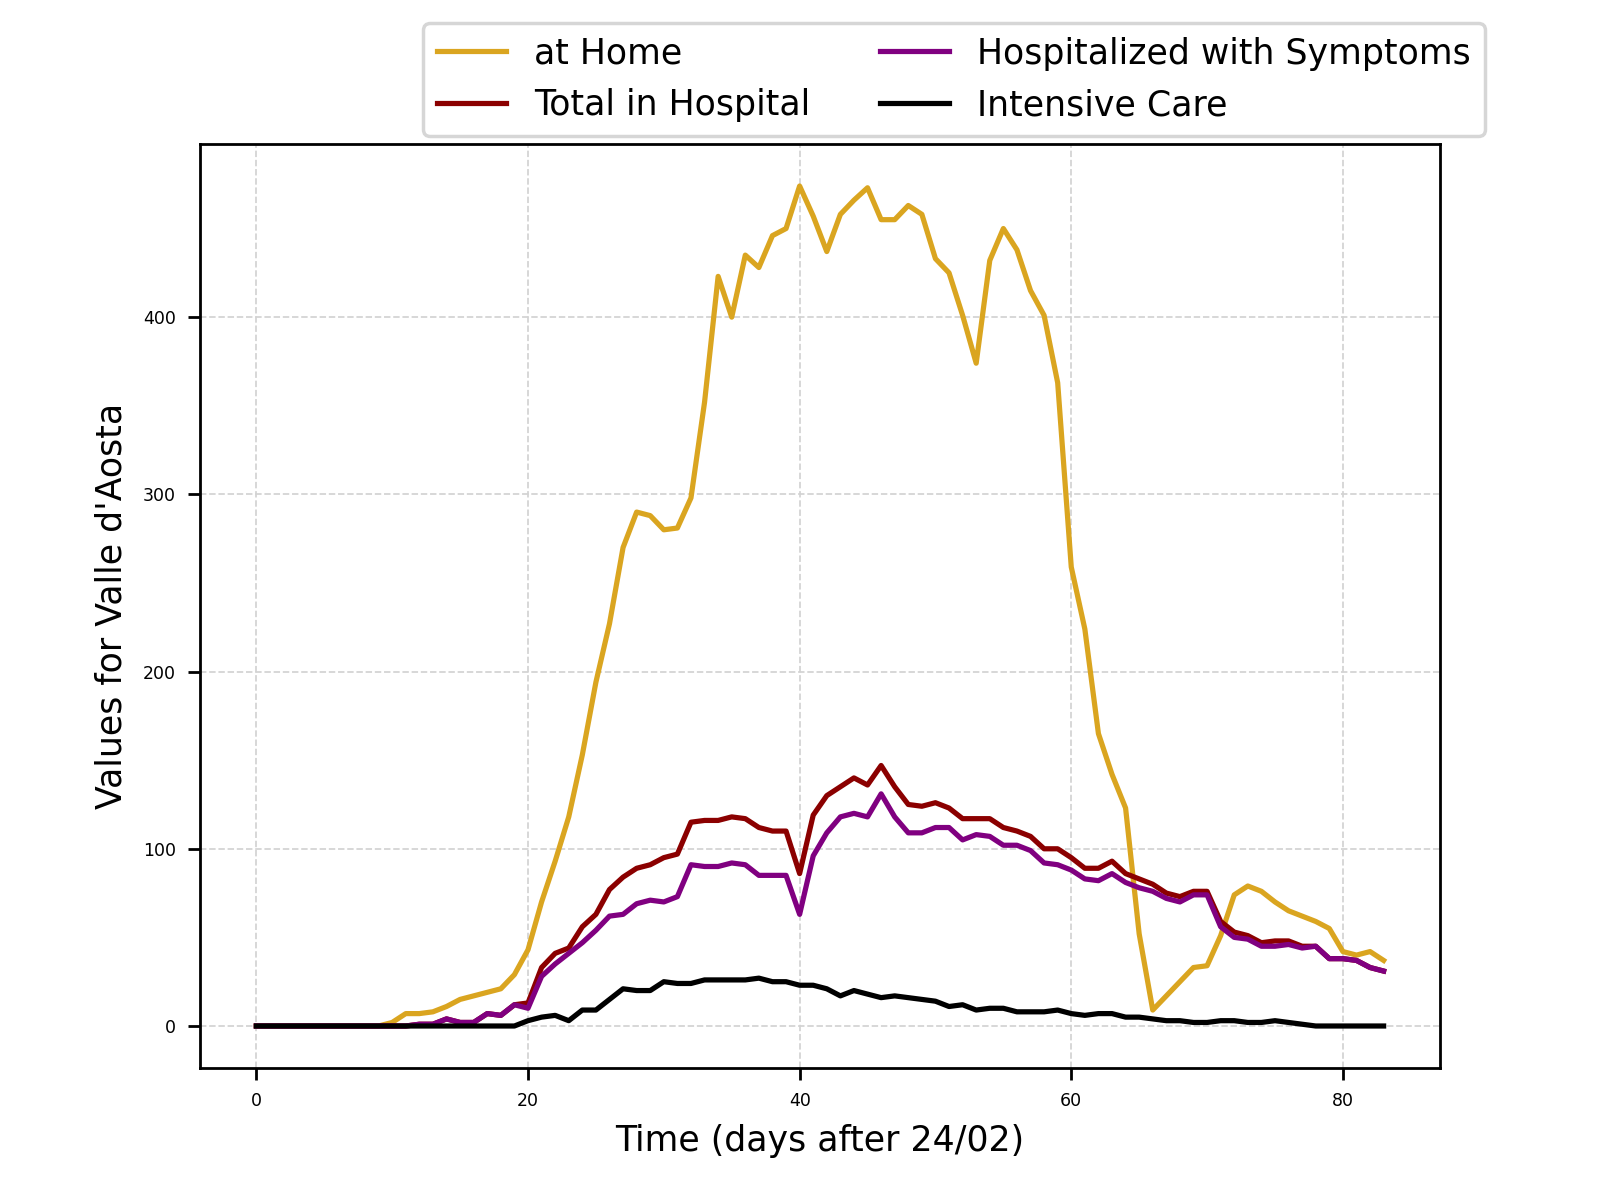 at Home
Total in Hospital
Hospitalized with Symptoms
Intensive Care
Values for Valle d'Aosta
400
300
200
100
0
0 20 40 60 80
Time (days after 24/02)